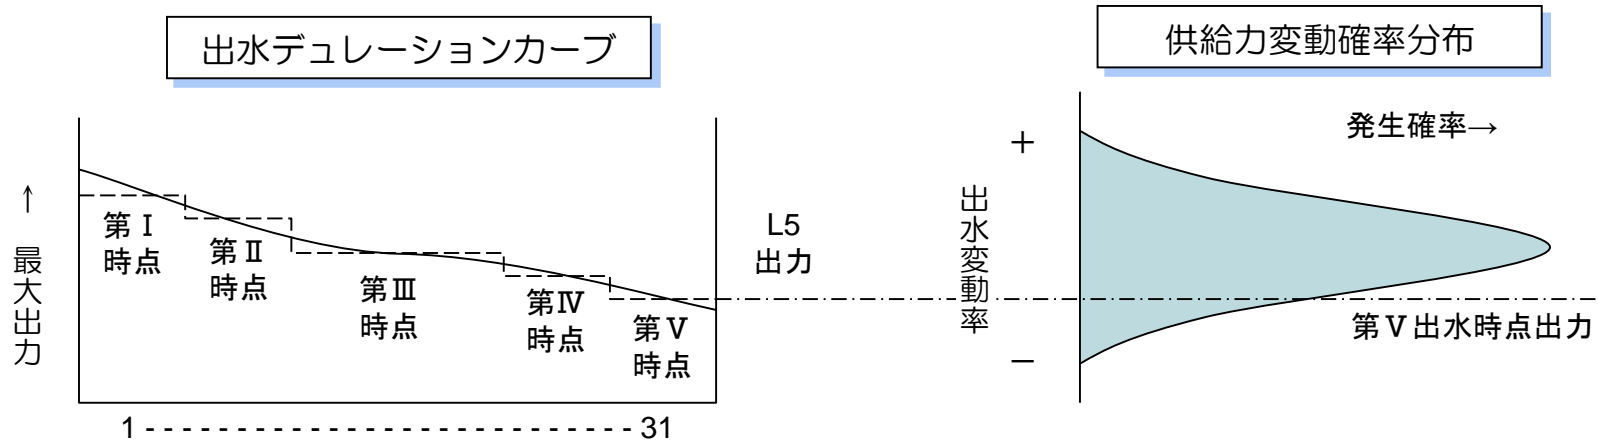 出水デュレーションカーブ
供給力変動確率分布
↑
最大出力
第Ⅰ
時点
第Ⅱ
時点
第Ⅲ
時点
第Ⅳ
時点
第Ⅴ
時点
1 - - - - - - - - - - - - - - - - - - - - - - - - - - - - - - - - 31
L5
出力
出水変動率
+
−
発生確率→
第Ⅴ出水時点出力